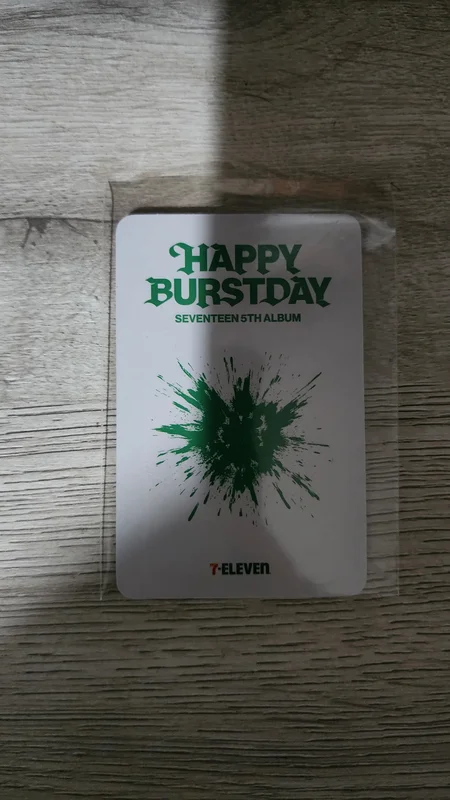 HAPPY
BURSTDAY
SEVENTEEN 5TH ALBUM
7-ELEVEn